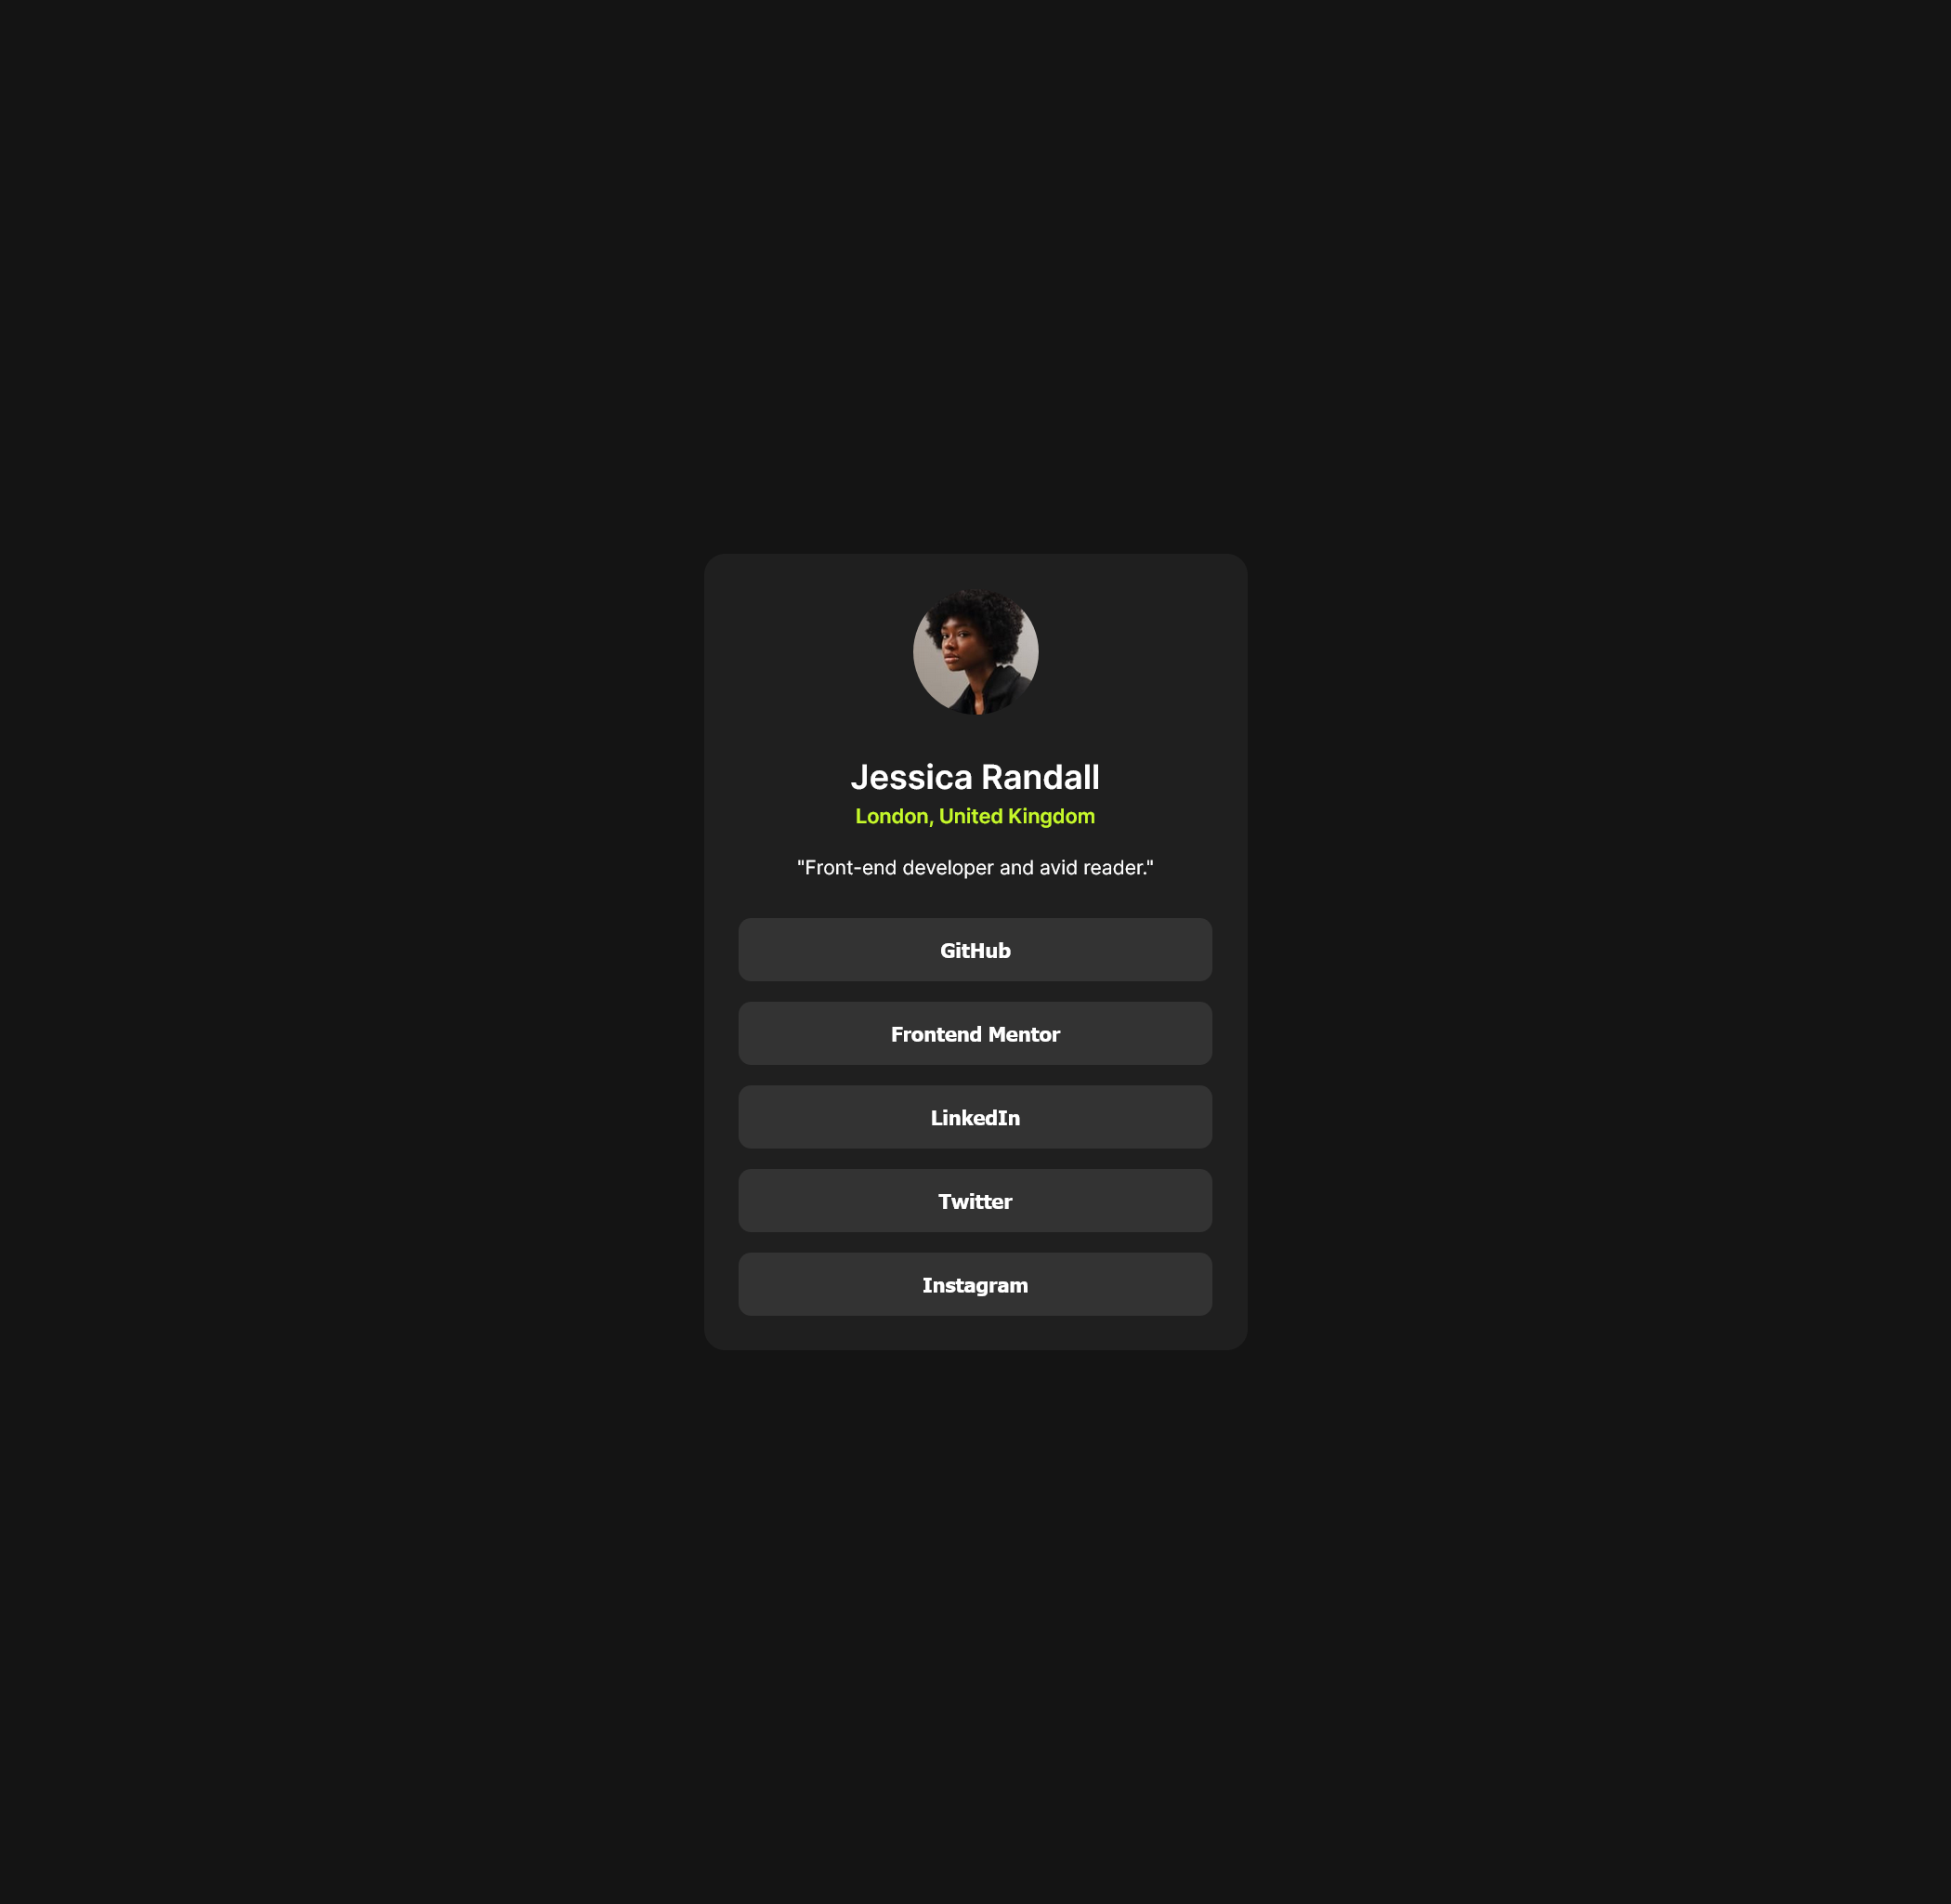 Jessica Randall
London, United Kingdom
"Front-end developer and avid reader."
GitHub
Frontend Mentor
LinkedIn
Twitter
Instagram